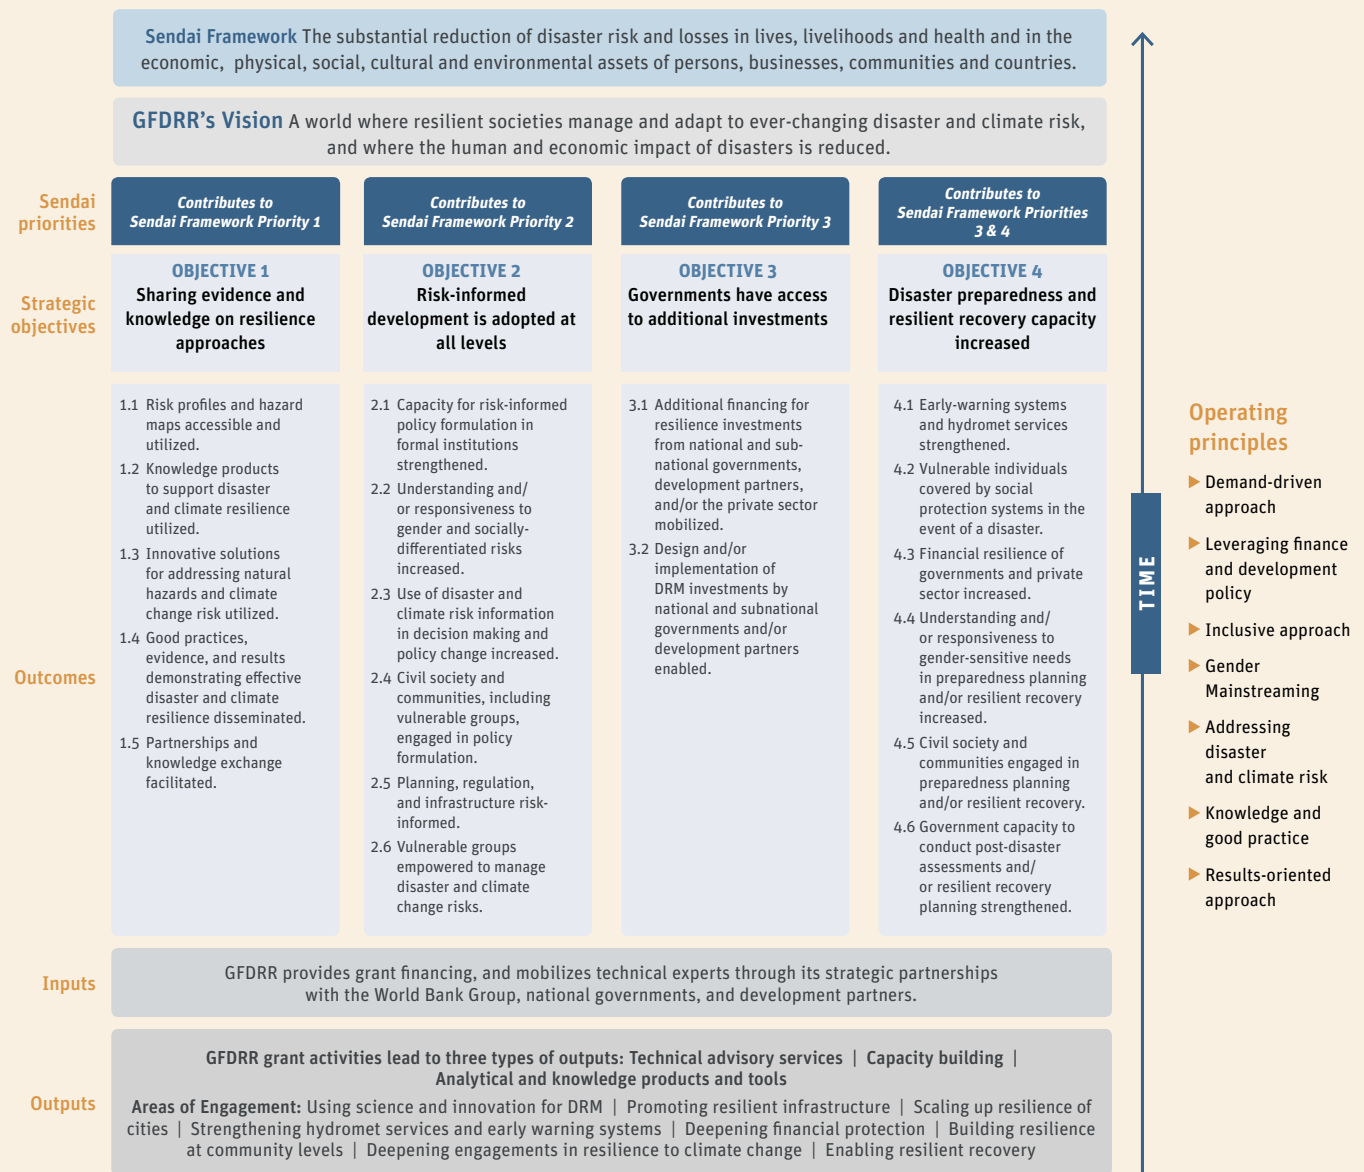 Sendai Framework The substantial reduction of disaster risk and losses in lives, livelihoods and health and in the
economic, physical, social, cultural and environmental assets of persons, businesses, communities and countries.
GFDRR's Vision A world where resilient societies manage and adapt to ever-changing disaster and climate risk,
and where the human and economic impact of disasters is reduced.
Sendai
priorities
Contributes to
Sendai Framework Priority 1
Contributes to
Sendai Framework Priority 2
Contributes to
Sendai Framework Priority 3
Contributes to
Sendai Framework Priorities
3 & 4
Strategic
objectives
OBJECTIVE 1
Sharing evidence and
knowledge on resilience
approaches
OBJECTIVE 2
Risk-informed
development is adopted at
all levels
OBJECTIVE 3
Governments have access
to additional investments
OBJECTIVE 4
Disaster preparedness and
resilient recovery capacity
increased
Outcomes
1.1 Risk profiles and hazard
maps accessible and
utilized.
1.2 Knowledge products
to support disaster
and climate resilience
utilized.
1.3 Innovative solutions
for addressing natural
hazards and climate
change risk utilized.
1.4 Good practices,
evidence, and results
demonstrating effective
disaster and climate
resilience disseminated.
1.5 Partnerships and
knowledge exchange
facilitated.
2.1 Capacity for risk-informed
policy formulation in
formal institutions
strengthened.
2.2 Understanding and/
or responsiveness to
gender and socially-
differentiated risks
increased.
2.3 Use of disaster and
climate risk information
in decision making and
policy change increased.
2.4 Civil society and
communities, including
vulnerable groups,
engaged in policy
formulation.
2.5 Planning, regulation,
and infrastructure risk-
informed.
2.6 Vulnerable groups
empowered to manage
disaster and climate
change risks.
3.1 Additional financing for
resilience investments
from national and sub-
national governments,
development partners,
and/or the private sector
mobilized.
3.2 Design and/or
implementation of
DRM investments by
national and subnational
governments and/or
development partners
enabled.
4.1 Early-warning systems
and hydromet services
strengthened.
4.2 Vulnerable individuals
covered by social
protection systems in the
event of a disaster.
4.3 Financial resilience of
governments and private
sector increased.
4.4 Understanding and/
or responsiveness to
gender-sensitive needs
in preparedness planning
and/or resilient recovery
increased.
4.5 Civil society and
communities engaged in
preparedness planning
and/or resilient recovery.
4.6 Government capacity to
conduct post-disaster
assessments and/
or resilient recovery
planning strengthened.
Inputs
GFDRR provides grant financing, and mobilizes technical experts through its strategic partnerships
with the World Bank Group, national governments, and development partners.
Outputs
GFDRR grant activities lead to three types of outputs: Technical advisory services | Capacity building |
Analytical and knowledge products and tools
Areas of Engagement: Using science and innovation for DRM | Promoting resilient infrastructure | Scaling up resilience of
cities | Strengthening hydromet services and early warning systems | Deepening financial protection | Building resilience
at community levels | Deepening engagements in resilience to climate change | Enabling resilient recovery
TIME
Operating
principles
Demand-driven
approach
Leveraging finance
and development
policy
Inclusive approach
Gender
Mainstreaming
Addressing
disaster
and climate risk
Knowledge and
good practice
Results-oriented
approach